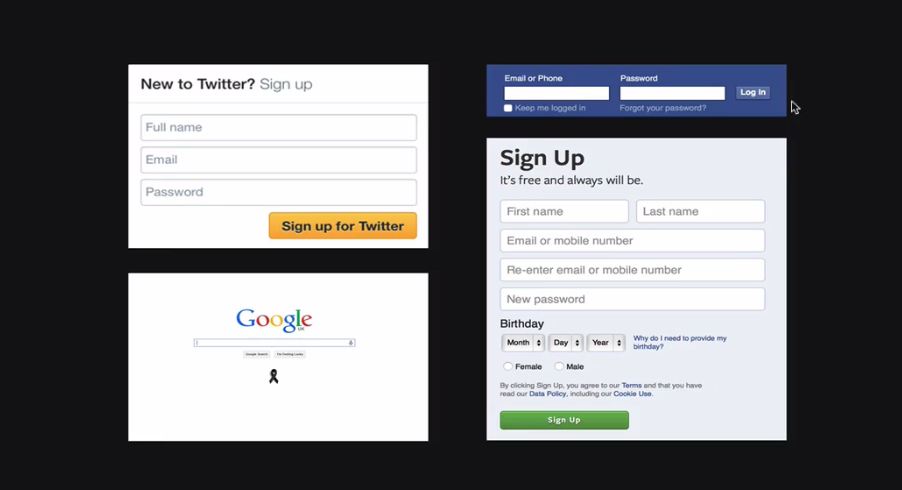 New to Twitter? Sign up
Full name
Email
Password
Sign up for Twitter
Google
UK
Google Search I'm Feeling Lucky
Email or Phone Password
Log In
Keep me logged in Forgot your password?
Sign Up
It's free and always will be.
First name Last name
Email or mobile number
Re-enter email or mobile number
New password
Birthday
Month Day Year Why do I need to provide my
birthday?
Female Male
By clicking Sign Up, you agree to our Terms and that you have
read our Data Policy, including our Cookie Use.
Sign Up